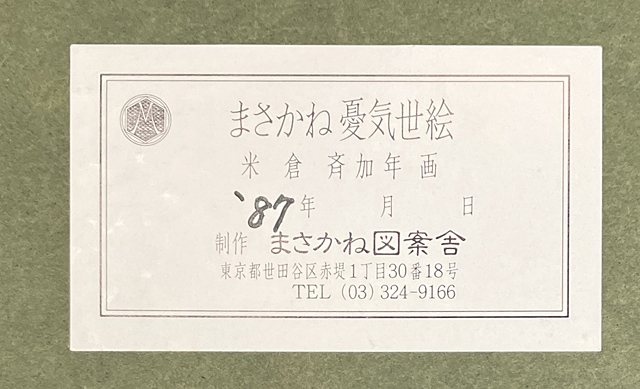 まさかね憂気世絵
米倉 斉加年 画
'87年 月 日
制作 まさかね図案舎
東京都世田谷区赤堤1丁目30番18号
TEL (03) 324-9166